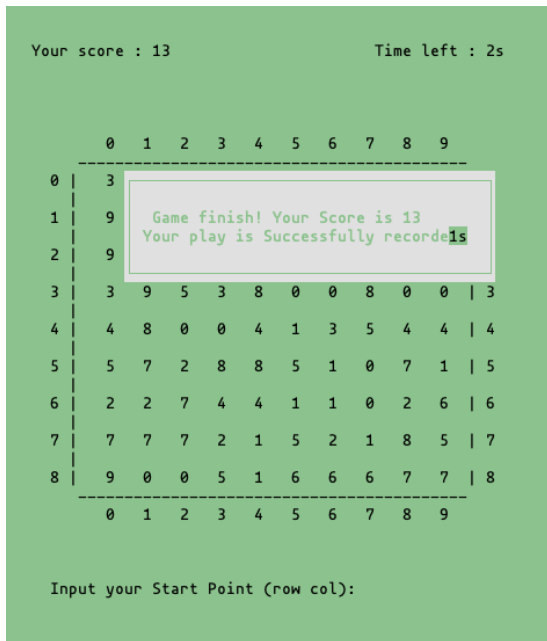 Your score : 13 Time left : 2s
0 1 2 3 4 5 6 7 8 9
0 | 3
1 | 9 Game finish! Your Score is 13
Your play is Successfully recorde1s
2 | 9
3 | 3 9 5 3 8 0 0 8 0 0 | 3
4 | 4 8 0 0 4 1 3 5 4 4 | 4
5 | 5 7 2 8 8 5 1 0 7 1 | 5
6 | 2 2 7 4 4 1 1 0 2 6 | 6
7 | 7 7 7 2 1 5 2 1 8 5 | 7
8 | 9 0 0 5 1 6 6 6 7 7 | 8
0 1 2 3 4 5 6 7 8 9
Input your Start Point (row col):